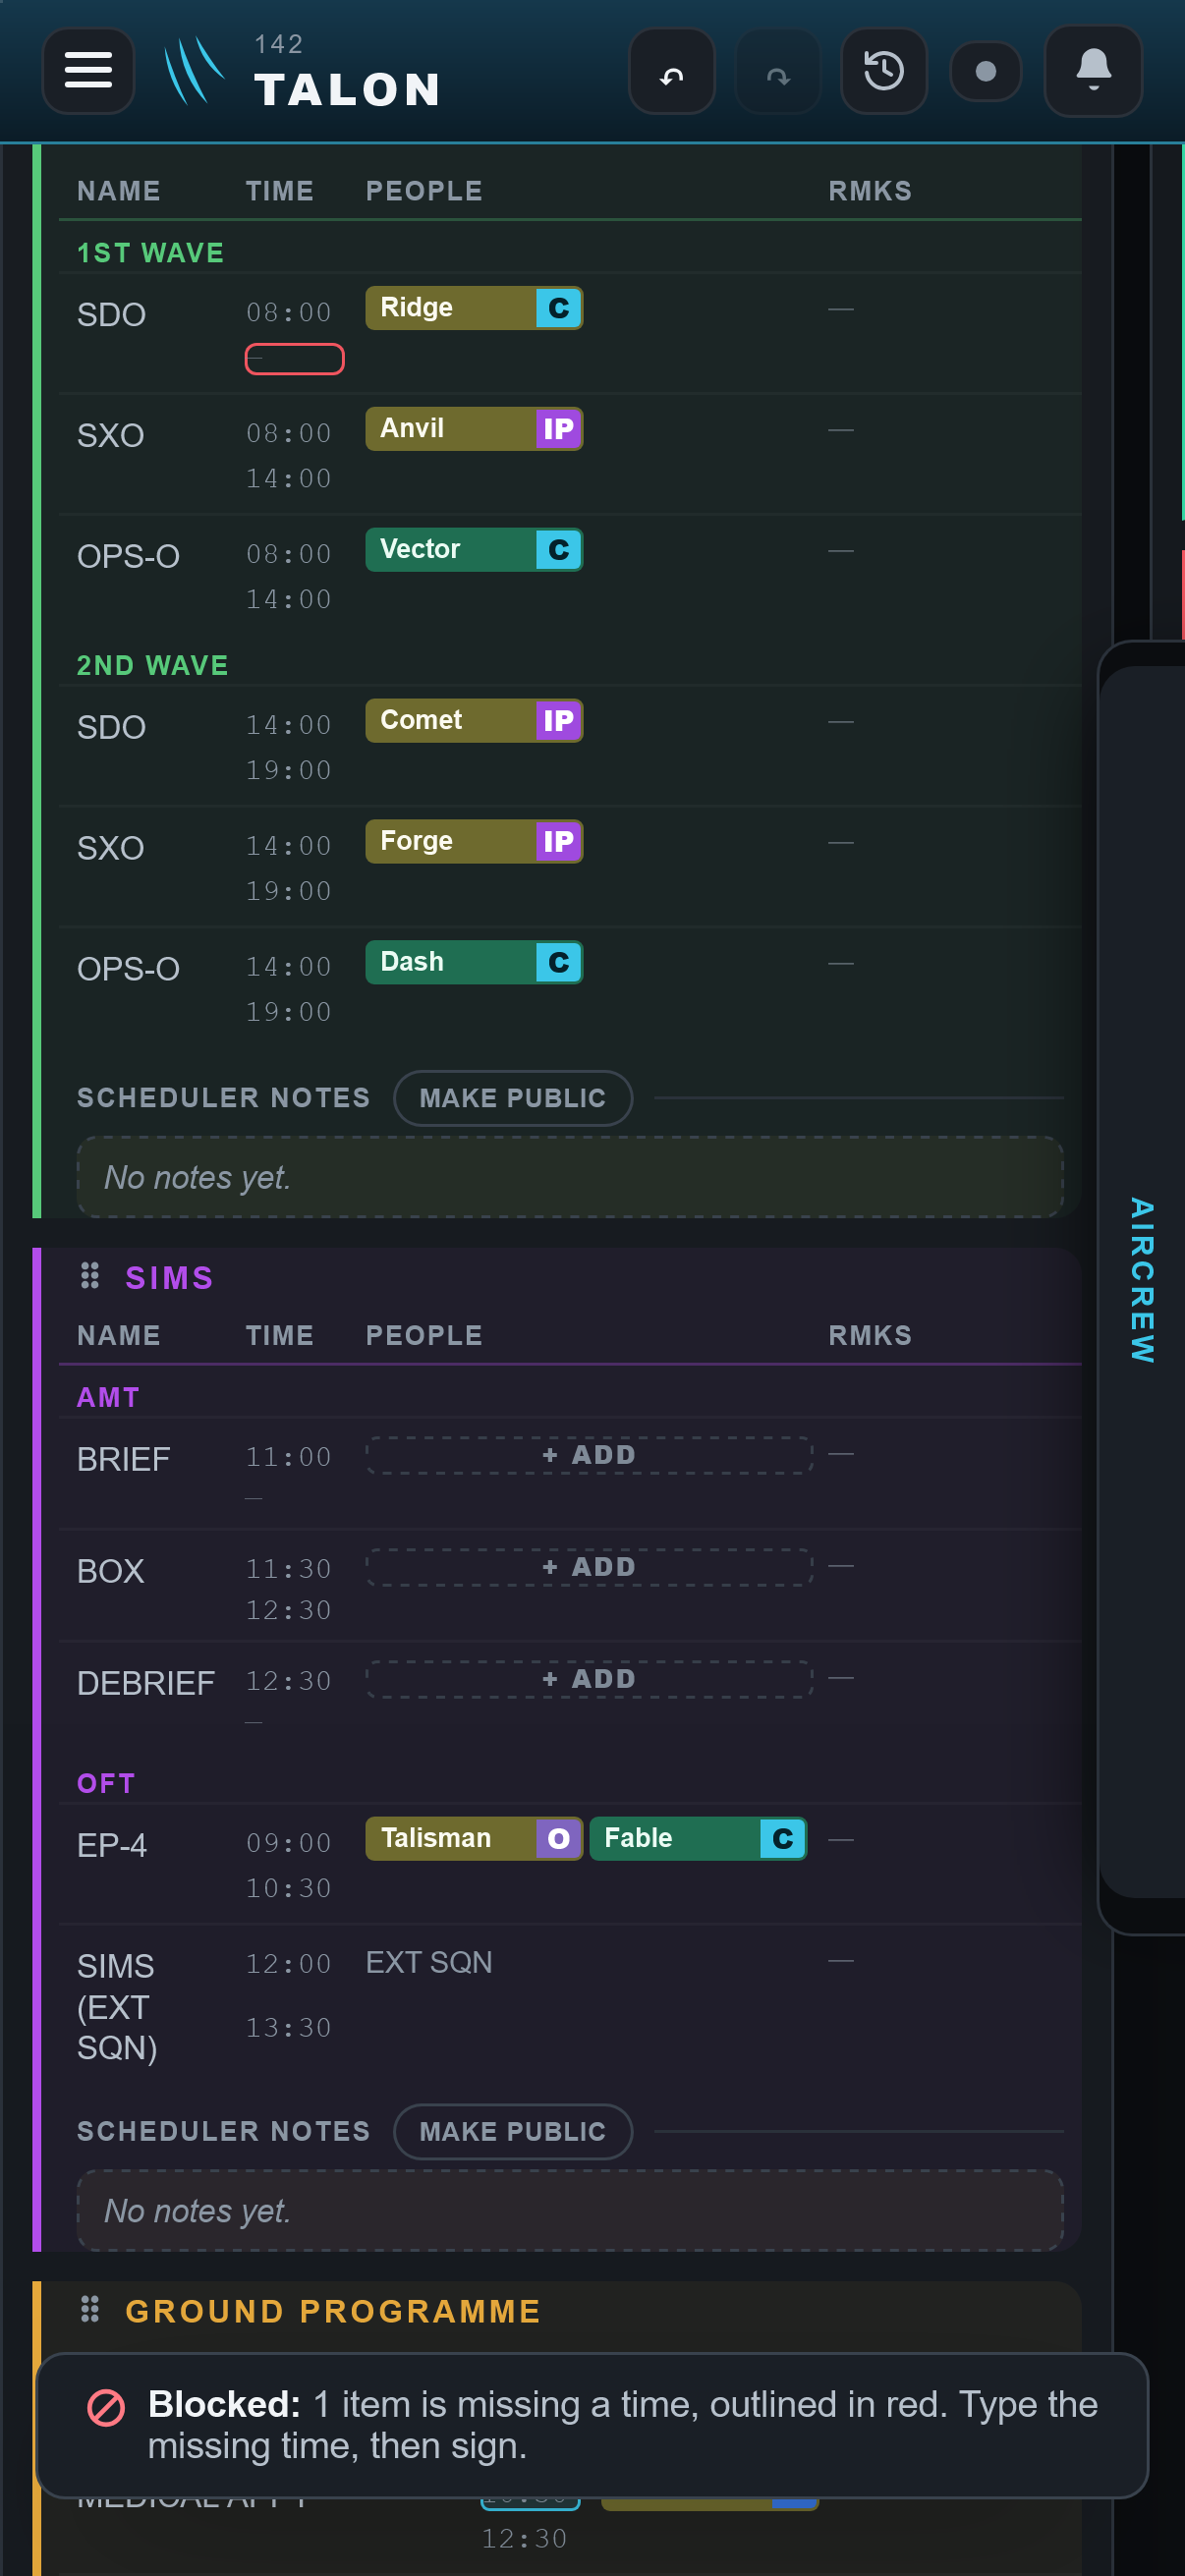 142
TALON
NAME TIME PEOPLE RMKS
1ST WAVE
SDO 08:00 Ridge C —
—
SXO 08:00 Anvil IP —
14:00
OPS-O 08:00 Vector C —
14:00
2ND WAVE
SDO 14:00 Comet IP —
19:00
SXO 14:00 Forge IP —
19:00
OPS-O 14:00 Dash C —
19:00
SCHEDULER NOTES MAKE PUBLIC
No notes yet.
AIRCREW
SIMS
NAME TIME PEOPLE RMKS
AMT
BRIEF 11:00 + ADD —
—
BOX 11:30 + ADD —
12:30
DEBRIEF 12:30 + ADD —
—
OFT
EP-4 09:00 Talisman O Fable C —
10:30
SIMS 12:00 EXT SQN —
(EXT
SQN) 13:30
SCHEDULER NOTES MAKE PUBLIC
No notes yet.
GROUND PROGRAMME
Blocked: 1 item is missing a time, outlined in red. Type the
missing time, then sign.
12:30